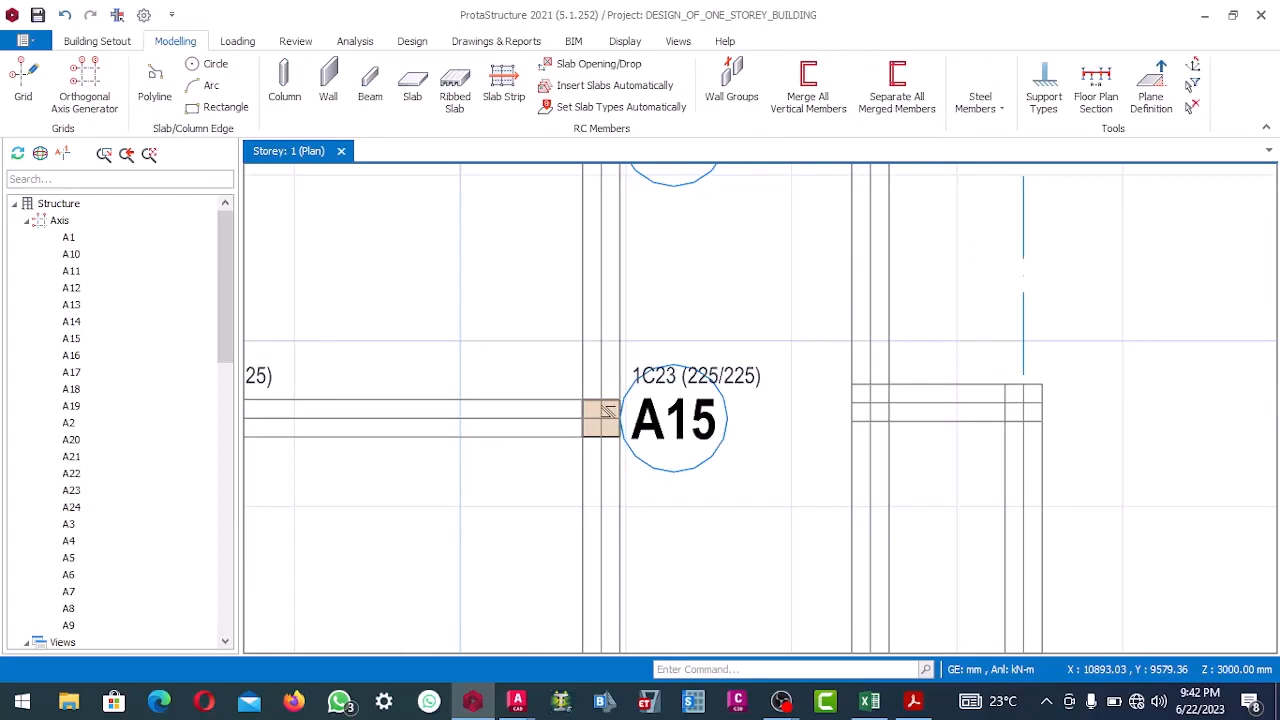 ProtaStructure 2021 (5.1.252) / Project: DESIGN_OF_ONE_STOREY_BUILDING
Building Setout Modelling Loading Review Analysis Design Drawings & Reports BIM Display Views Help
Grid
Orthogonal Axis Generator
Grids
Polyline
Circle
Arc
Rectangle
Slab/Column Edge
Column
Wall
Beam
Slab
Ribbed Slab
Slab Strip
Slab Opening/Drop
Insert Slabs Automatically
Set Slab Types Automatically
RC Members
Wall Groups
Merge All Vertical Members
Separate All Merged Members
Steel Members
Support Types
Floor Plan Section
Plane Definition
Tools
Storey: 1 (Plan)
Search...
Structure
Axis
A1
A10
A11
A12
A13
A14
A15
A16
A17
A18
A19
A2
A20
A21
A22
A23
A24
A3
A4
A5
A6
A7
A8
A9
Views
25)
1C23 (225/225)
A15
Enter Command...
GE: mm, Anl: kN-m
X : 10893.03, Y : 9579.36
Z : 3000.00 mm
3
A CAD
ET
C 3D
23°C
9:42 PM
6/22/2023
8